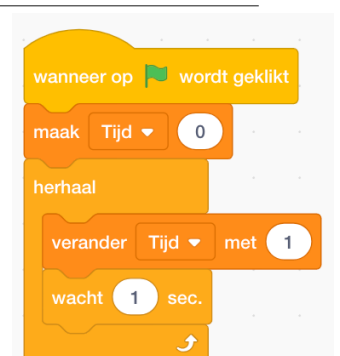 wanneer op wordt geklikt
maak Tijd 0
herhaal
verander Tijd met 1
wacht 1 sec.